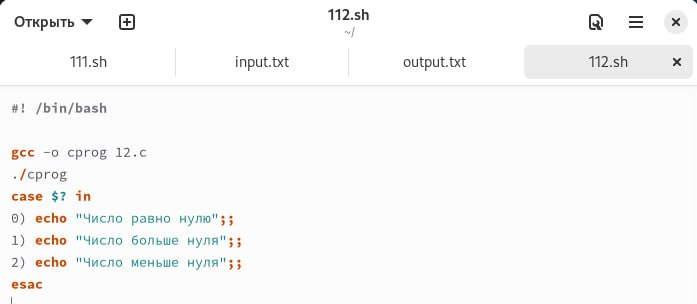 Открыть
112.sh
~/
111.sh input.txt output.txt 112.sh
#! /bin/bash
gcc -o cprog 12.c
./cprog
case $? in
0) echo "Число равно нулю";;
1) echo "Число больше нуля";;
2) echo "Число меньше нуля";;
esac